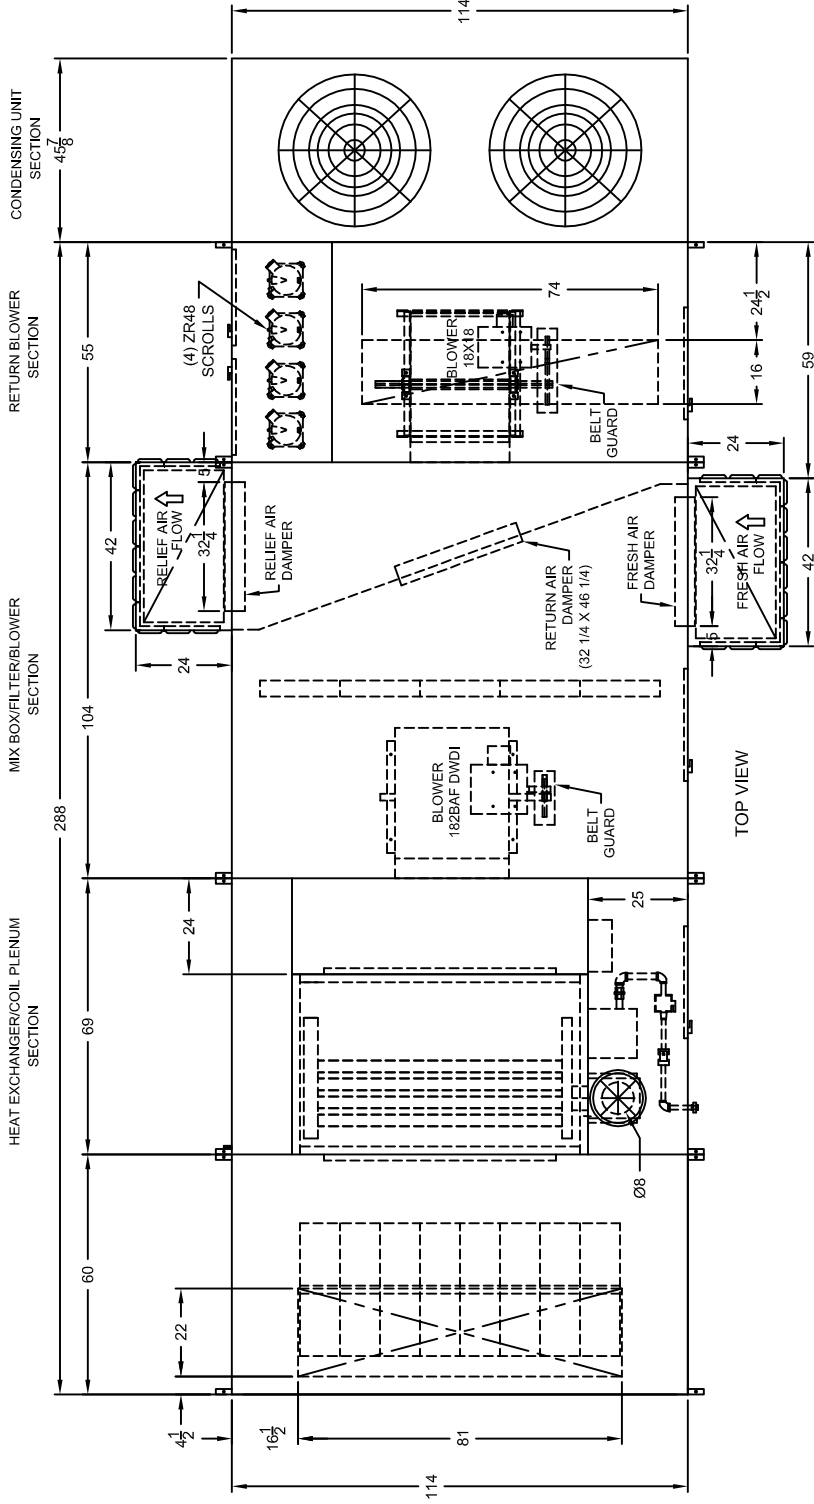 HEAT EXCHANGER/COIL PLENUM
SECTION
MIX BOX/FILTER/BLOWER
SECTION
RETURN BLOWER
SECTION
CONDENSING UNIT
SECTION
288
45 7/8
60
69
104
55
4 1/2
22
24
24
42
5
32 1/4
114
16 1/2
81
114
RELIEF AIR
FLOW
RELIEF AIR
DAMPER
(4) ZR48
SCROLLS
BLOWER
182BAF DWDI
BELT
GUARD
RETURN AIR
DAMPER
(32 1/4 X 46 1/4)
FRESH AIR
DAMPER
BLOWER
18X18
BELT
GUARD
74
Ø8
25
5
32 1/4
FRESH AIR
FLOW
42
24
16
24 1/2
59
TOP VIEW